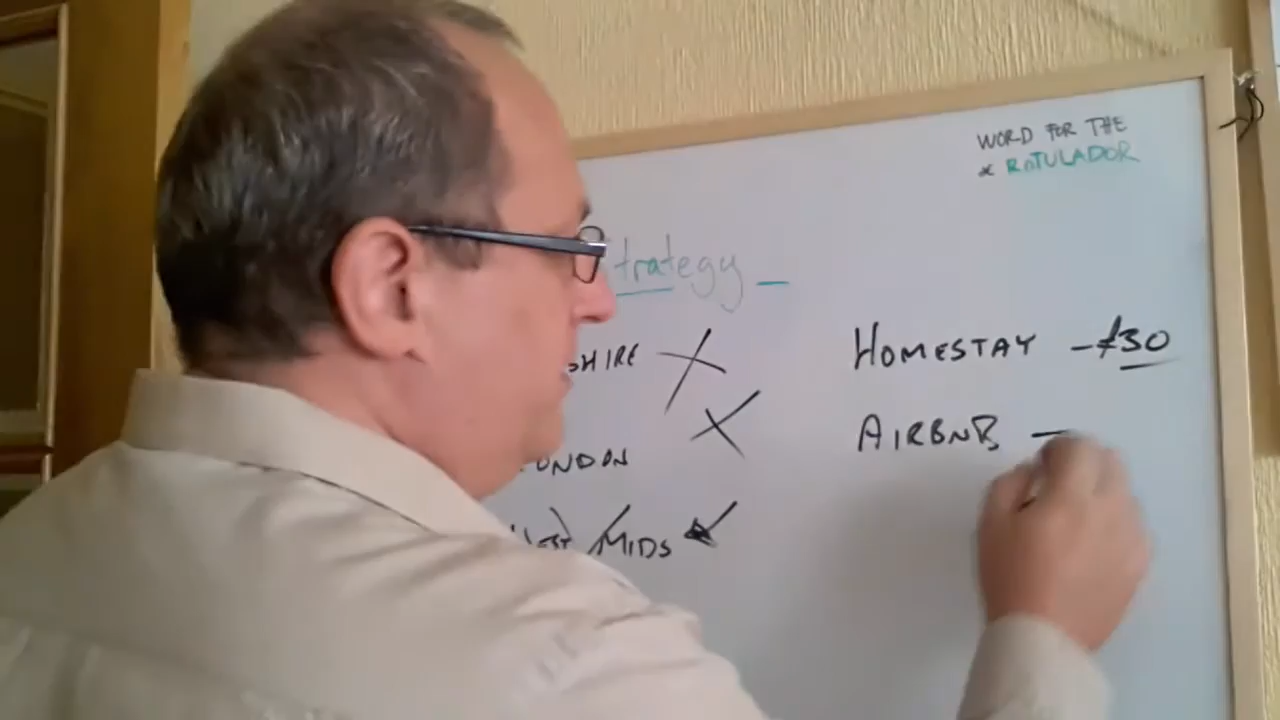 WORD FOR THE
* ROTULADOR
trategy _
SHIRE X
HOMESTAY - £30
X
AIRBNB -
ONDON
MIDS